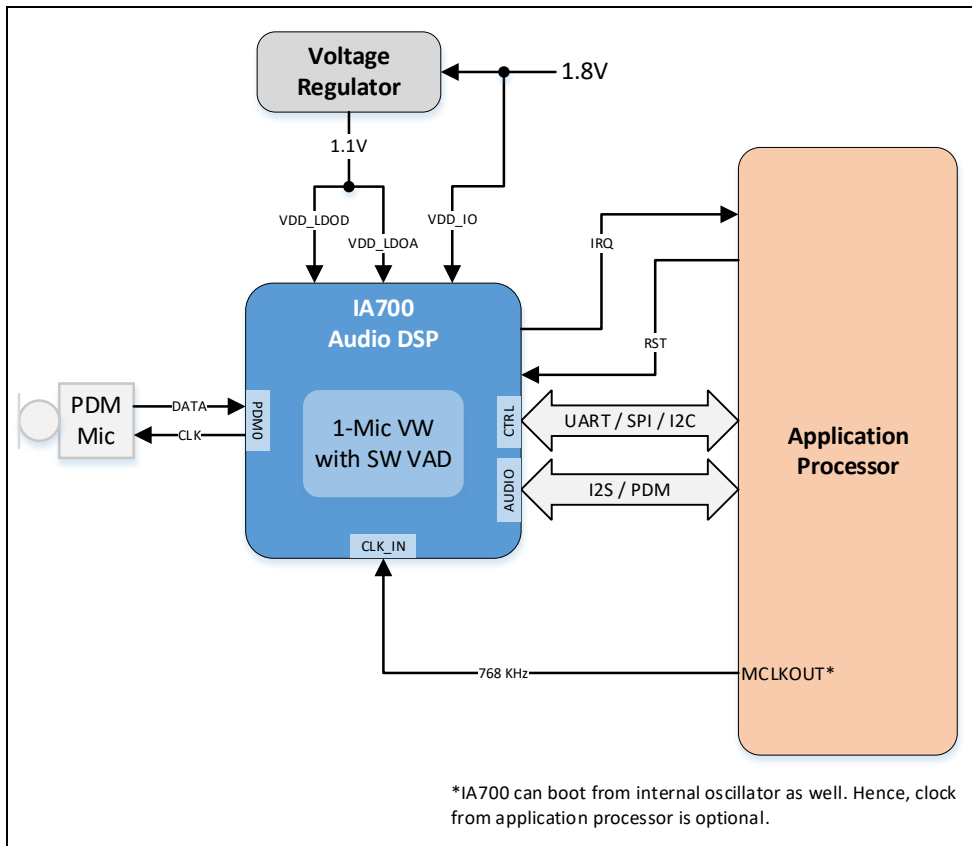 Voltage
Regulator
1.8V
1.1V
VDD_LDOD
VDD_LDOA
VDD_IO
IRQ
IA700
Audio DSP
RST
PDM
Mic
DATA
CLK
PDM0
1-Mic VW
with SW VAD
CTRL
UART / SPI / I2C
AUDIO
I2S / PDM
Application
Processor
CLK_IN
768 KHz
MCLKOUT*
*IA700 can boot from internal oscillator as well. Hence, clock
from application processor is optional.